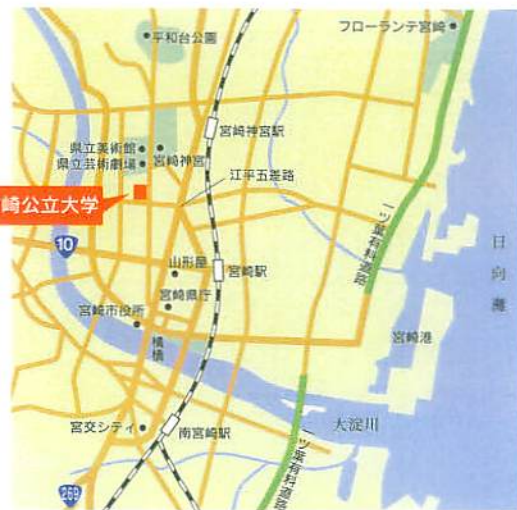 フローランテ宮崎
平和台公園
宮崎神宮駅
県立美術館
宮崎神宮
県立芸術劇場
江平五差路
崎公立大学
一ツ葉有料道路
日向灘
10
山形屋
宮崎駅
宮崎県庁
宮崎市役所
宮崎港
橘橋
大淀川
宮交シティ
南宮崎駅
一ツ葉有料道路
269